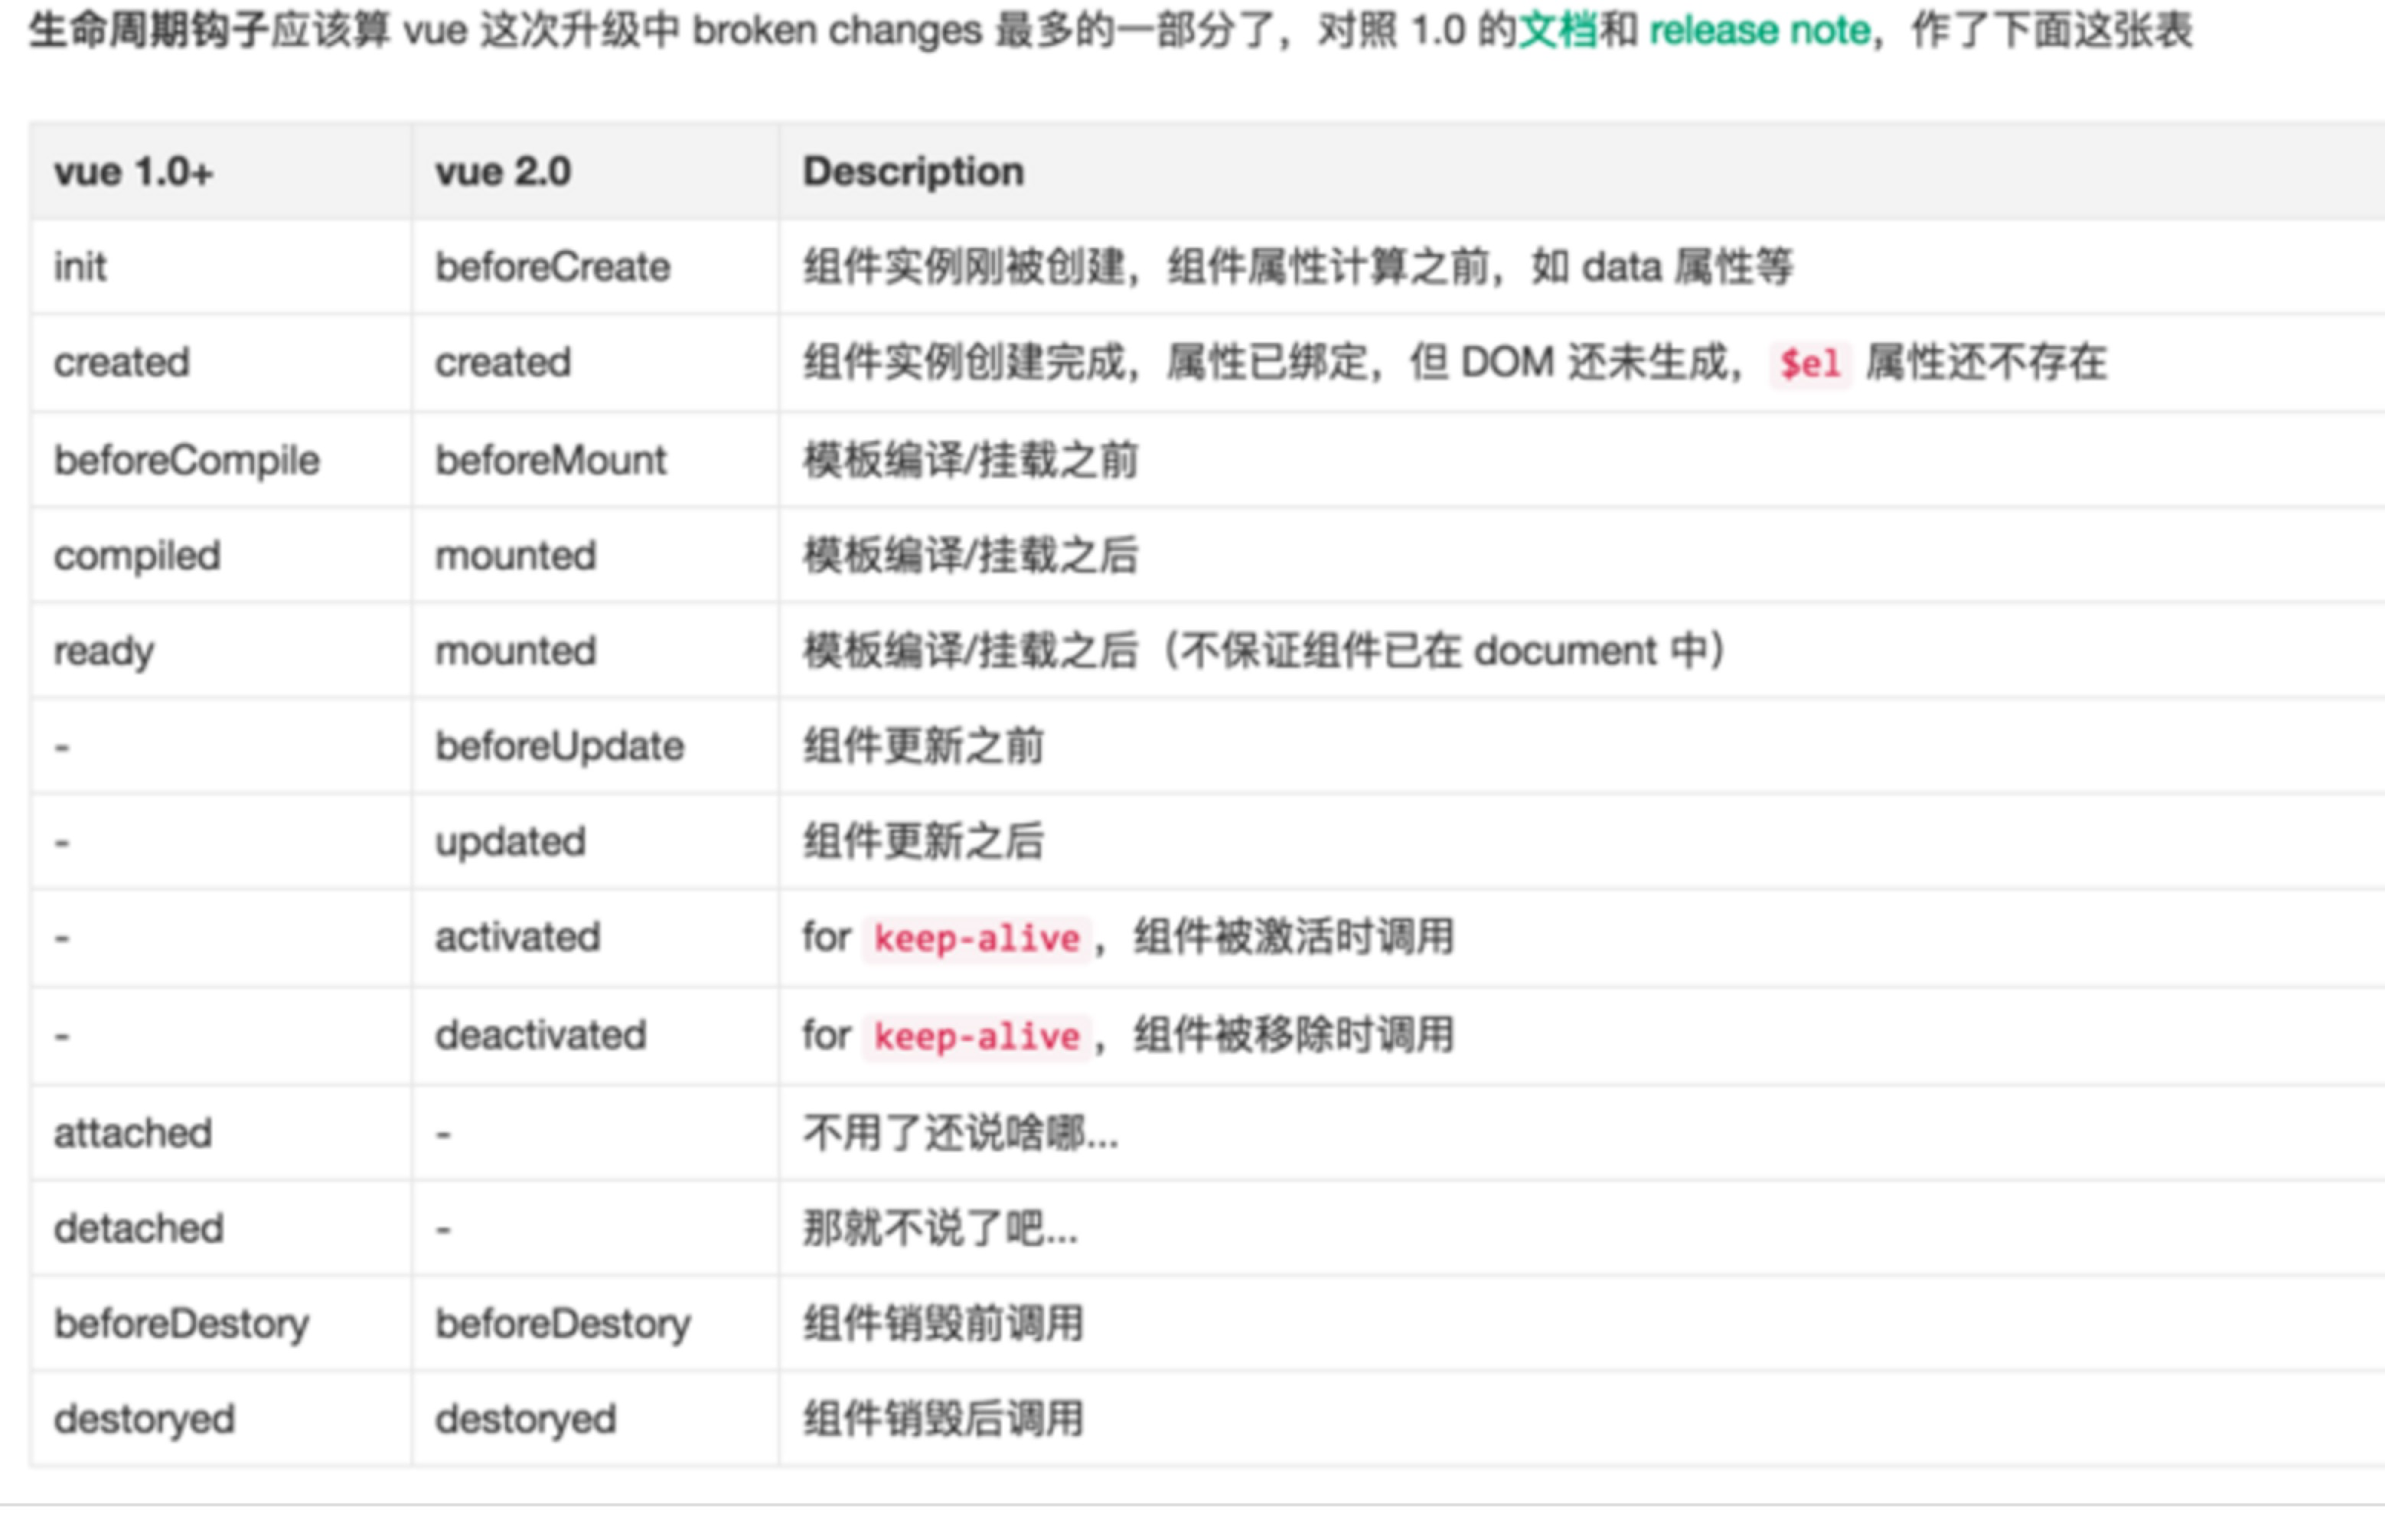 生命周期钩子应该算 vue 这次升级中 broken changes 最多的一部分了，对照 1.0 的文档和 release note，作了下面这张表
vue 1.0+ vue 2.0 Description
init beforeCreate 组件实例刚被创建，组件属性计算之前，如 data 属性等
created created 组件实例创建完成，属性已绑定，但 DOM 还未生成，$el 属性还不存在
beforeCompile beforeMount 模板编译/挂载之前
compiled mounted 模板编译/挂载之后
ready mounted 模板编译/挂载之后（不保证组件已在 document 中）
- beforeUpdate 组件更新之前
- updated 组件更新之后
- activated for keep-alive，组件被激活时调用
- deactivated for keep-alive，组件被移除时调用
attached - 不用了还说啥哪...
detached - 那就不说了吧...
beforeDestory beforeDestory 组件销毁前调用
destoryed destoryed 组件销毁后调用